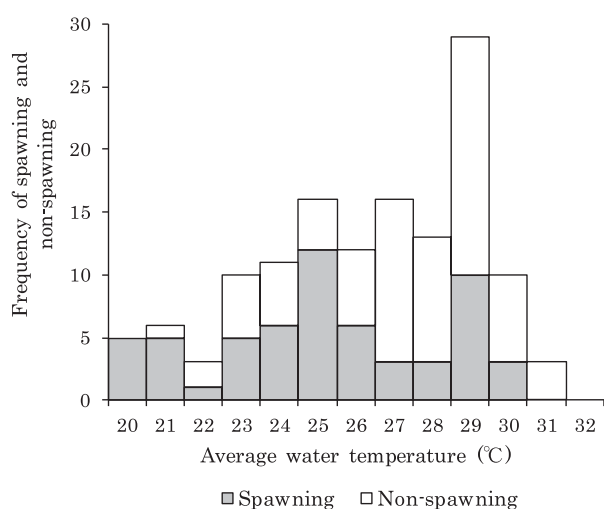 Frequency of spawning and
non-spawning
30
25
20
15
10
5
0
20 21 22 23 24 25 26 27 28 29 30 31 32
Average water temperature (℃)
Spawning Non-spawning